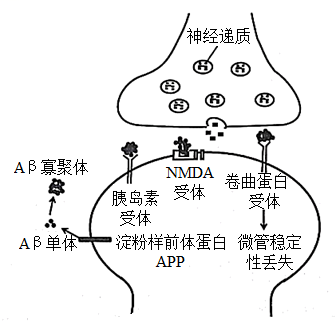 神经递质
Aβ寡聚体
胰岛素
受体
NMDA
受体
卷曲蛋白
受体
Aβ单体
淀粉样前体蛋白
APP
微管稳定
性丢失